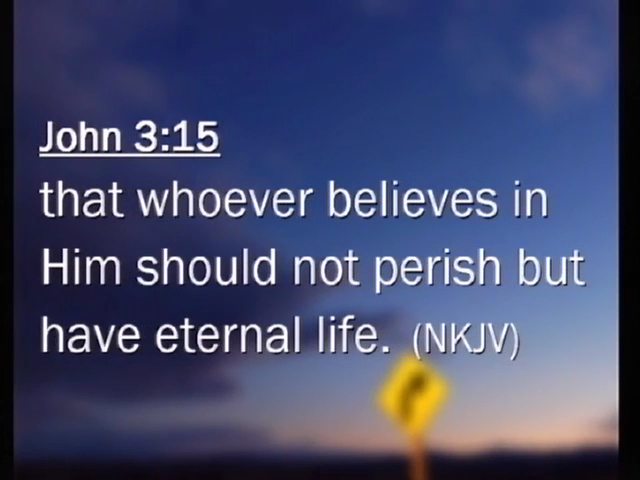 John 3:15
that whoever believes in
Him should not perish but
have eternal life. (NKJV)